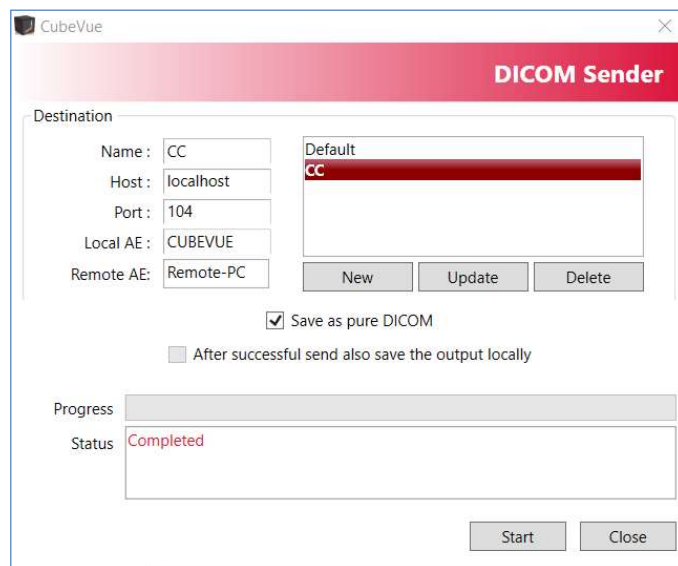 CubeVue
DICOM Sender
Destination
Name : CC
Host : localhost
Port : 104
Local AE : CUBEVUE
Remote AE: Remote-PC
Default
CC
New Update Delete
Save as pure DICOM
After successful send also save the output locally
Progress
Status Completed
Start Close